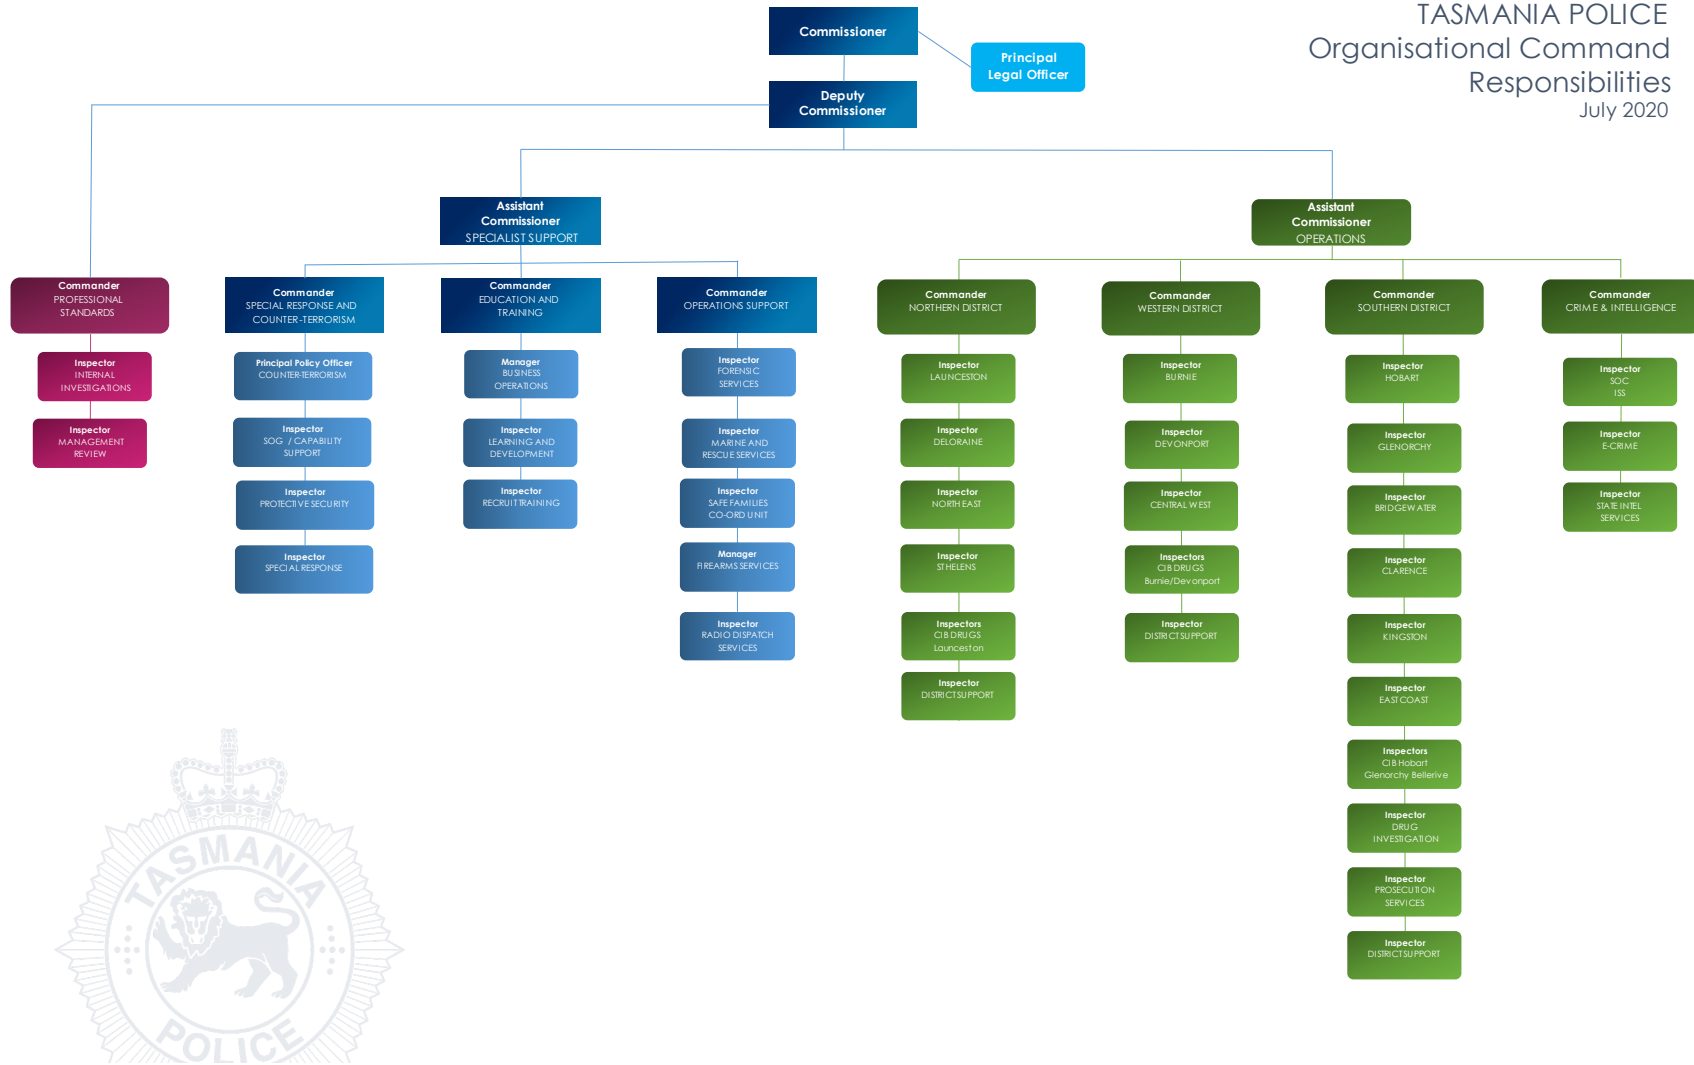 TASMANIA POLICE
Organisational Command
Responsibilities
July 2020
Commissioner
Principal
Legal Officer
Deputy
Commissioner
Assistant
Commissioner
SPECIALIST SUPPORT
Assistant
Commissioner
OPERATIONS
Commander
PROFESSIONAL
STANDARDS
Inspector
INTERNAL
INVESTIGATIONS
Inspector
MANAGEMENT
REVIEW
Commander
SPECIAL RESPONSE AND
COUNTER-TERRORISM
Principal Policy Officer
COUNTER-TERRORISM
Inspector
SOG / CAPABILITY
SUPPORT
Inspector
PROTECTIVE SECURITY
Inspector
SPECIAL RESPONSE
Commander
EDUCATION AND
TRAINING
Manager
BUSINESS
OPERATIONS
Inspector
LEARNING AND
DEVELOPMENT
Inspector
RECRUIT TRAINING
Commander
OPERATIONS SUPPORT
Inspector
FORENSIC
SERVICES
Inspector
MARINE AND
RESCUE SERVICES
Inspector
SAFE FAMILIES
CO-ORD UNIT
Manager
FIREARMS SERVICES
Inspector
RADIO DISPATCH
SERVICES
Commander
NORTHERN DISTRICT
Inspector
LAUNCESTON
Inspector
DELORAINE
Inspector
NORTH EAST
Inspector
ST HELENS
Inspectors
CIB DRUGS
Launceston
Inspector
DISTRICT SUPPORT
Commander
WESTERN DISTRICT
Inspector
BURNIE
Inspector
DEVONPORT
Inspector
CENTRAL WEST
Inspectors
CIB DRUGS
Burnie/Devonport
Inspector
DISTRICT SUPPORT
Commander
SOUTHERN DISTRICT
Inspector
HOBART
Inspector
GLENORCHY
Inspector
BRIDGEWATER
Inspector
CLARENCE
Inspector
KINGSTON
Inspector
EAST COAST
Inspectors
CIB Hobart
Glenorchy Bellerive
Inspector
DRUG
INVESTIGATION
Inspector
PROSECUTION
SERVICES
Inspector
DISTRICT SUPPORT
Commander
CRIME & INTELLIGENCE
Inspector
SOC
ISS
Inspector
E-CRIME
Inspector
STATE INTEL
SERVICES
TASMANIA
POLICE